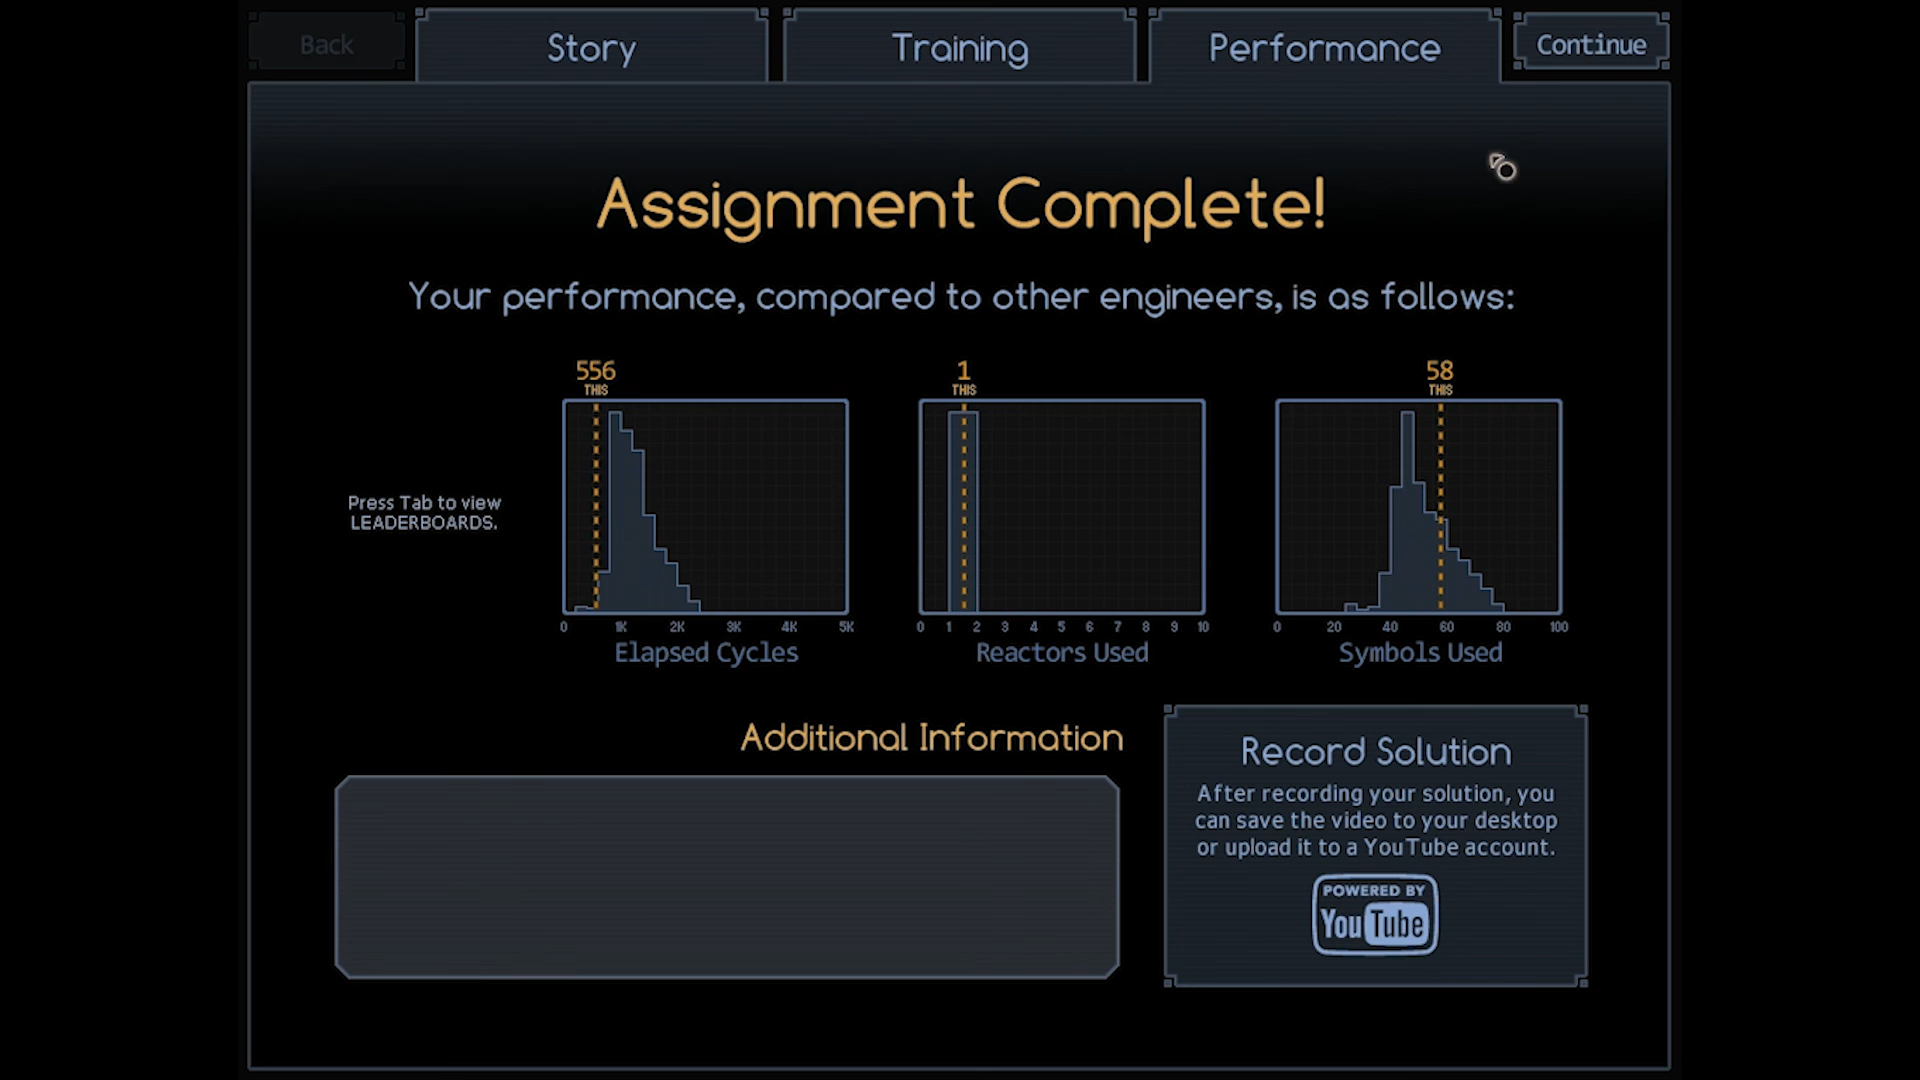 Back
Story
Training
Performance
Continue
Assignment Complete!
Your performance, compared to other engineers, is as follows:
556
THIS
1
THIS
58
THIS
Press Tab to view
LEADERBOARDS.
0 1K 2K 3K 4K 5K
Elapsed Cycles
0 1 2 3 4 5 6 7 8 9 10
Reactors Used
0 20 40 60 80 100
Symbols Used
Additional Information
Record Solution
After recording your solution, you
can save the video to your desktop
or upload it to a YouTube account.
POWERED BY
YouTube